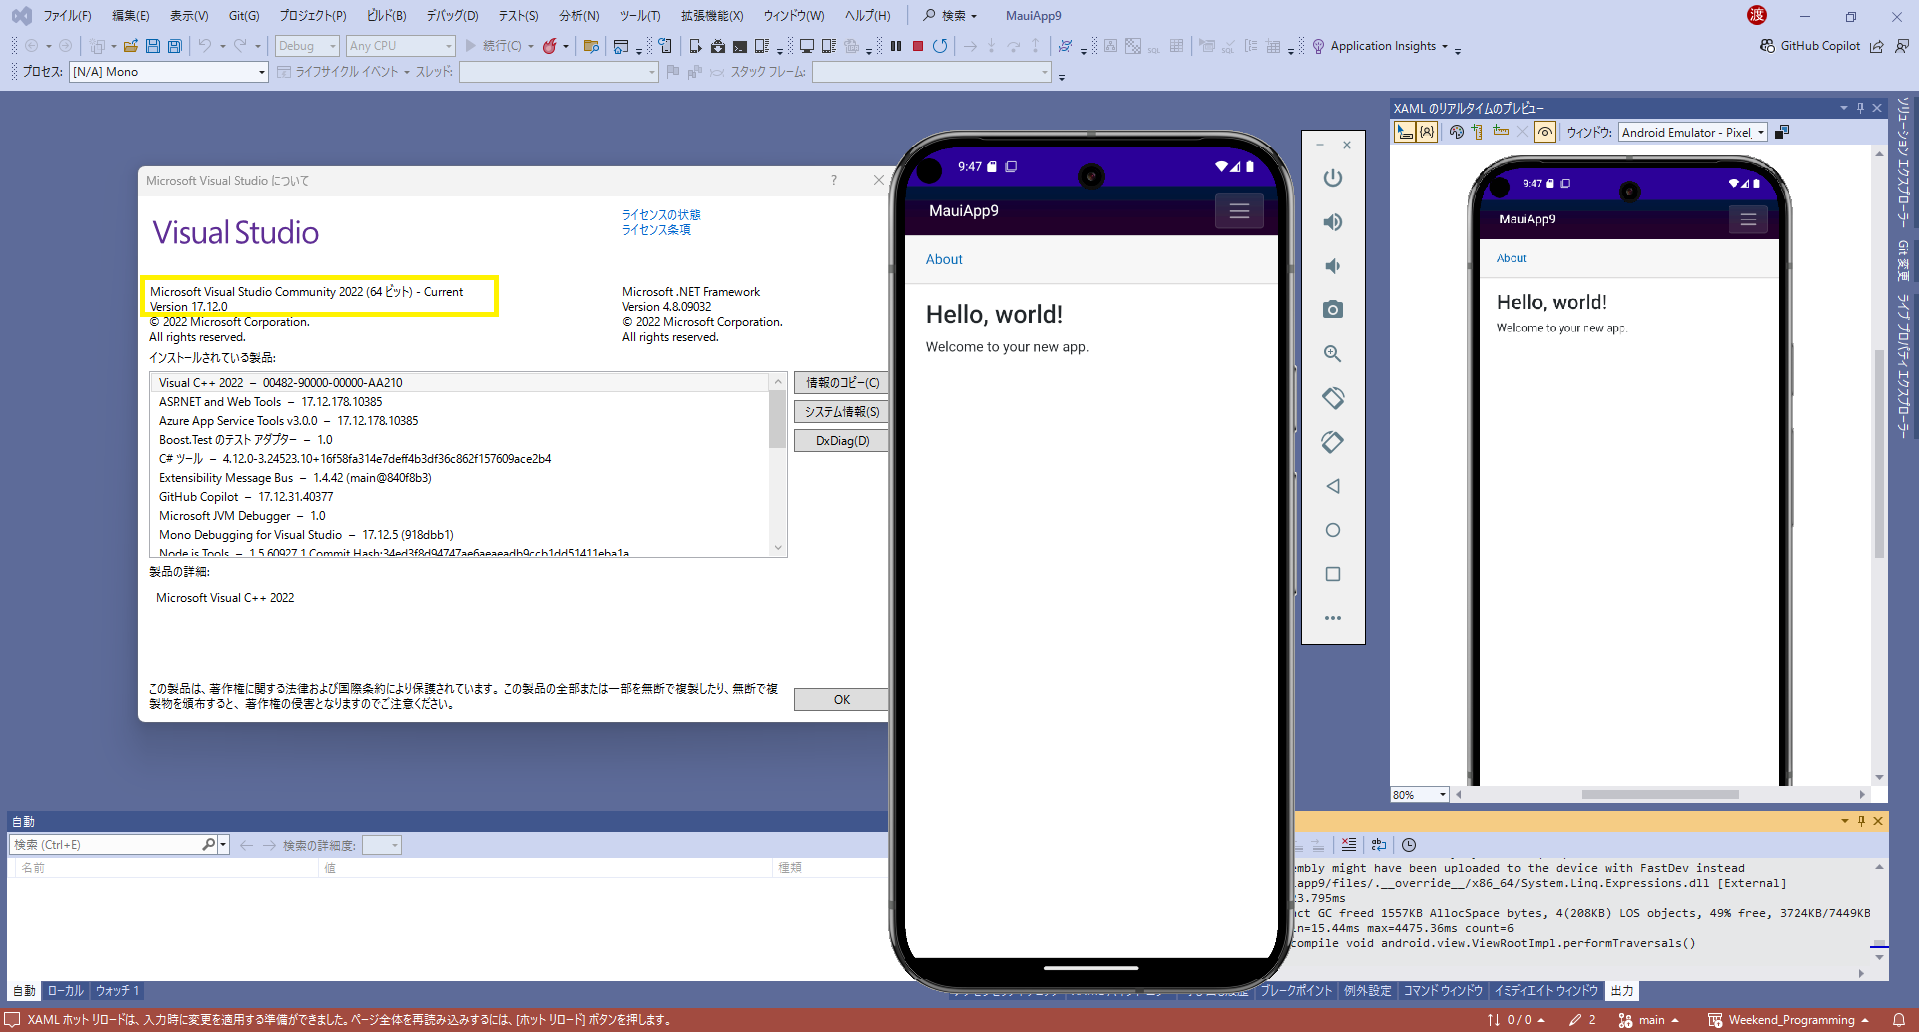 ファイル(F) 編集(E) 表示(V) Git(G) プロジェクト(P) ビルド(B) デバッグ(D) テスト(S) 分析(N) ツール(T) 拡張機能(X) ウィンドウ(W) ヘルプ(H) 検索 MauiApp9 渡
Debug Any CPU 続行(C) Application Insights GitHub Copilot
プロセス: [N/A] Mono ライフサイクル イベント スレッド: スタック フレーム:
Microsoft Visual Studio について
Visual Studio
ライセンスの状態
ライセンス条項
Microsoft Visual Studio Community 2022 (64 ビット) - Current
Version 17.12.0
© 2022 Microsoft Corporation.
All rights reserved.
Microsoft .NET Framework
Version 4.8.09032
© 2022 Microsoft Corporation.
All rights reserved.
インストールされている製品:
Visual C++ 2022 – 00482-90000-00000-AA210
ASP.NET and Web Tools – 17.12.178.10385
Azure App Service Tools v3.0.0 – 17.12.178.10385
Boost.Test のテスト アダプター – 1.0
C# ツール – 4.12.0-3.24523.10+16f58fa314e7deff4b3df36c862f157609ace2b4
Extensibility Message Bus – 1.4.42 (main@840f8b3)
GitHub Copilot – 17.12.31.40377
Microsoft JVM Debugger – 1.0
Mono Debugging for Visual Studio – 17.12.5 (918dbb1)
Node.js Tools – 1.5.60927.1 Commit Hash:34ed3f8d94747ae6aeaeadb9ccb1dd51411eba1a
情報のコピー(C)
システム情報(S)
DxDiag(D)
製品の詳細:
Microsoft Visual C++ 2022
この製品は、著作権に関する法律および国際条約により保護されています。この製品の全部または一部を無断で複製したり、無断で複
製物を頒布すると、著作権の侵害となりますのでご注意ください。
OK
9:47
MauiApp9
About
Hello, world!
Welcome to your new app.
XAML のリアルタイムのプレビュー
ウィンドウ: Android Emulator - Pixel
9:47
MauiApp9
About
Hello, world!
Welcome to your new app.
80%
ソリューション エクスプローラー
Git 変更
ライブ プロパティ エクスプローラー
自動
検索 (Ctrl+E) 検索の詳細度:
名前 値 種類
embly might have been uploaded to the device with FastDev instead
app9/files/.__override__/x86_64/System.Linq.Expressions.dll [External]
3.795ms
ct GC freed 1557KB AllocSpace bytes, 4(208KB) LOS objects, 49% free, 3724KB/7449KB
n=15.44ms max=4475.36ms count=6
compile void android.view.ViewRootImpl.performTraversals()
自動 ローカル ウォッチ 1
ブレークポイント 例外設定 コマンド ウィンドウ イミディエイト ウィンドウ 出力
XAML ホット リロードは、入力時に変更を適用する準備ができました。ページ全体を再読み込みするには、[ホット リロード] ボタンを押します。
0 / 0 2 main Weekend_Programming